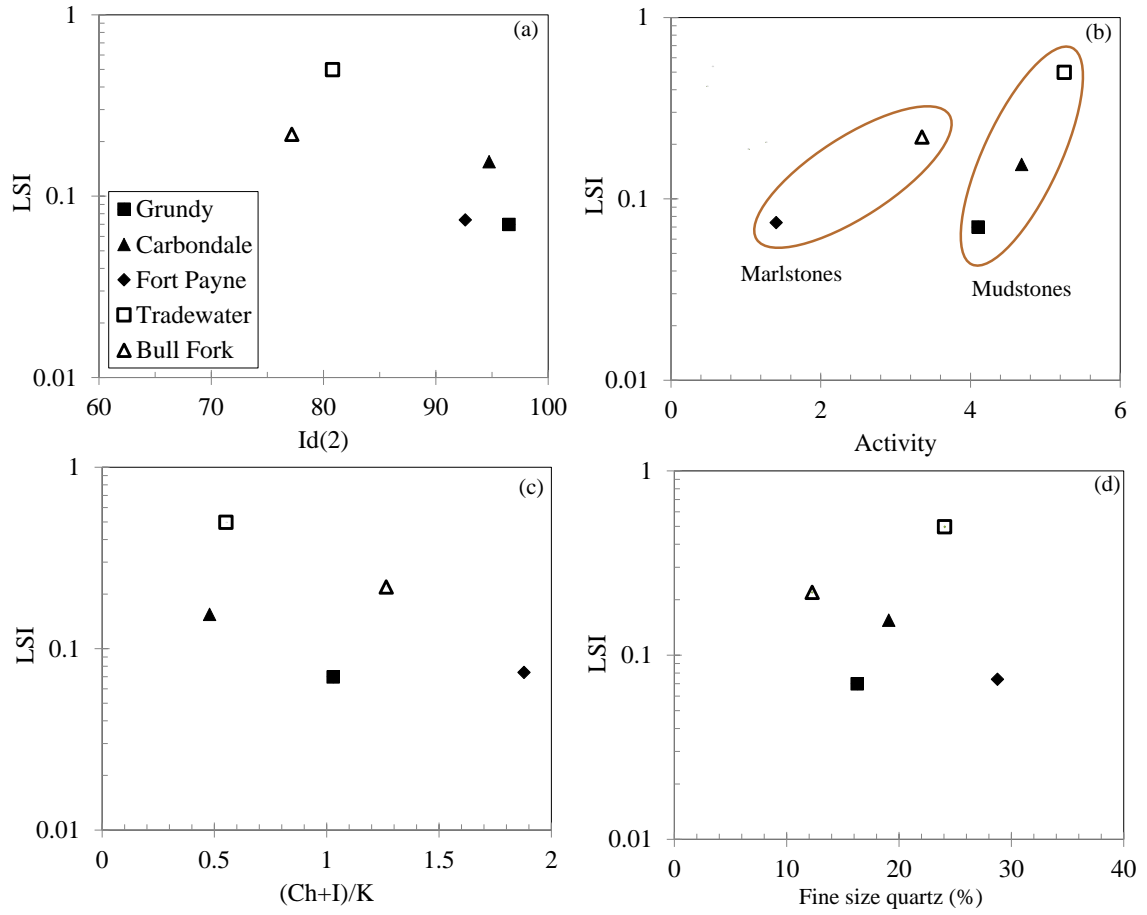 (a)
1
0.1
0.01
LSI
Grundy
Carbondale
Fort Payne
Tradewater
Bull Fork
60 70 80 90 100
Id(2)
(b)
1
0.1
0.01
LSI
Marlstones
Mudstones
0 2 4 6
Activity
(c)
1
0.1
0.01
LSI
0 0.5 1 1.5 2
(Ch+I)/K
(d)
1
0.1
0.01
LSI
0 10 20 30 40
Fine size quartz (%)